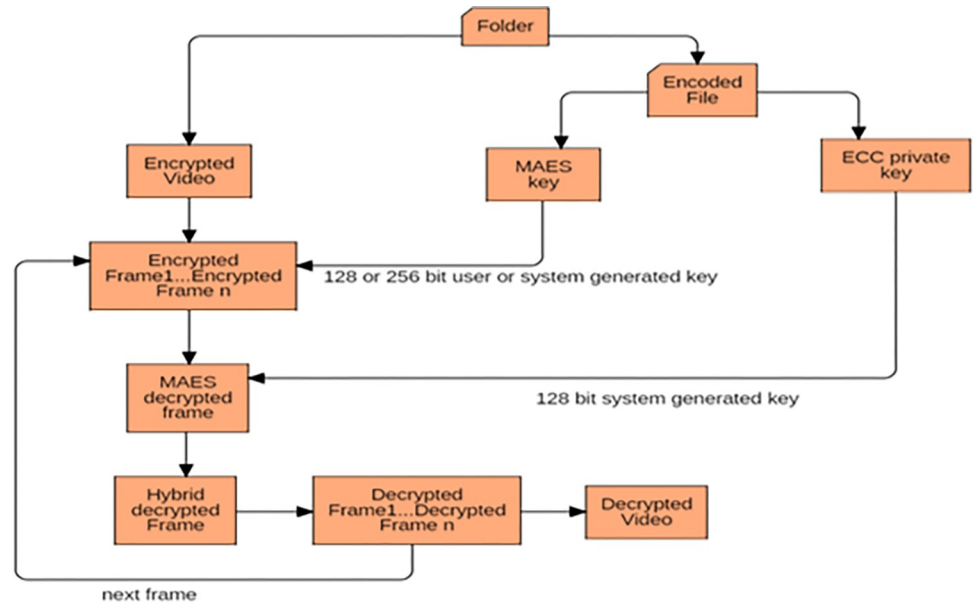 Folder
Encoded
File
Encrypted
Video
MAES
key
ECC private
key
Encrypted
Frame1...Encrypted
Frame n
128 or 256 bit user or system generated key
MAES
decrypted
frame
128 bit system generated key
Hybrid
decrypted
Frame
Decrypted
Frame1...Decrypted
Frame n
Decrypted
Video
next frame